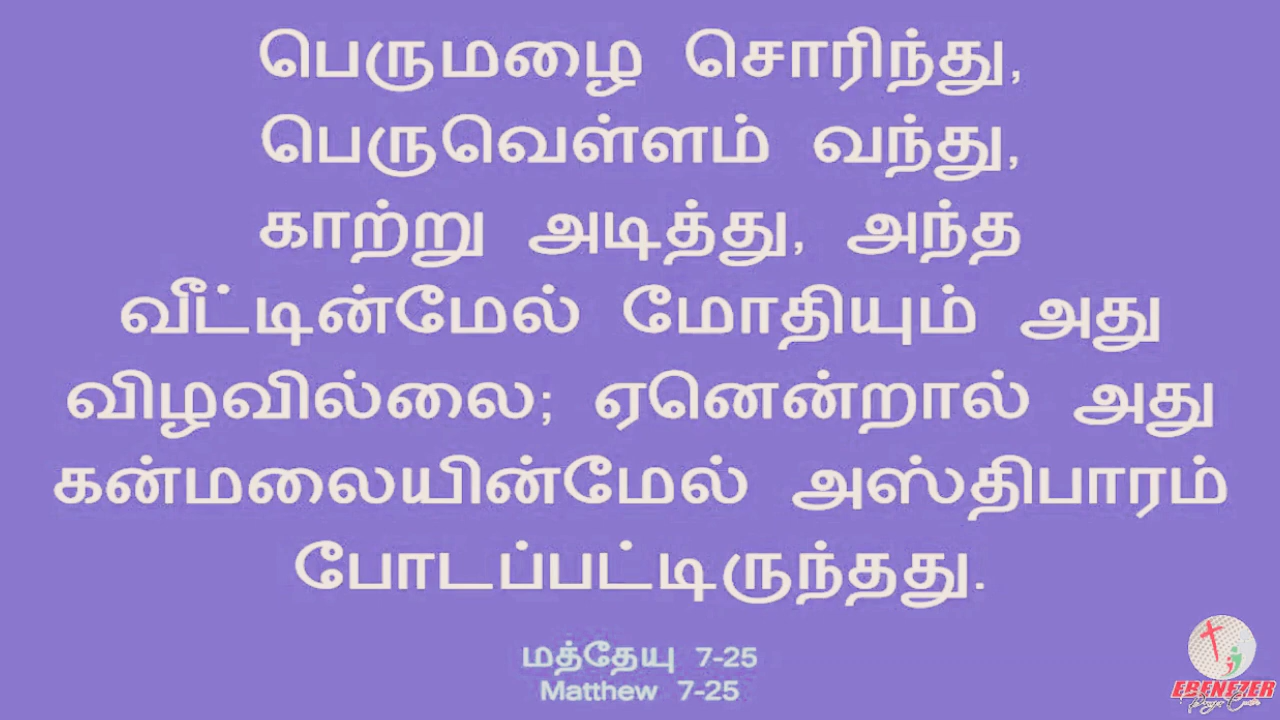 பெருமழை சொரிந்து,
பெருவெள்ளம் வந்து,
காற்று அடித்து, அந்த
வீட்டின்மேல் மோதியும் அது
விழவில்லை; ஏனென்றால் அது
கன்மலையின்மேல் அஸ்திபாரம்
போடப்பட்டிருந்தது.
மத்தேயு 7-25
Matthew 7-25
EBENEZER